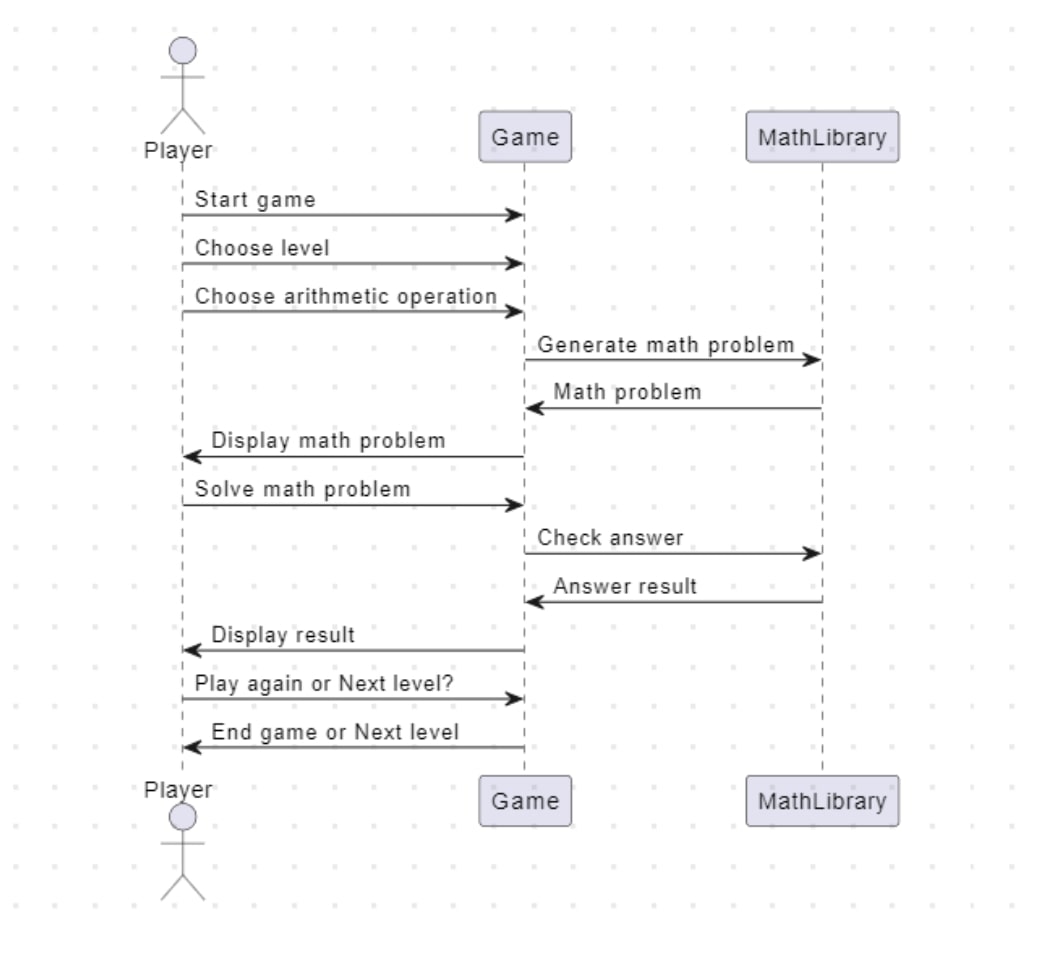 Player
Game
MathLibrary
Start game
Choose level
Choose arithmetic operation
Generate math problem
Math problem
Display math problem
Solve math problem
Check answer
Answer result
Display result
Play again or Next level?
End game or Next level
Player
Game
MathLibrary